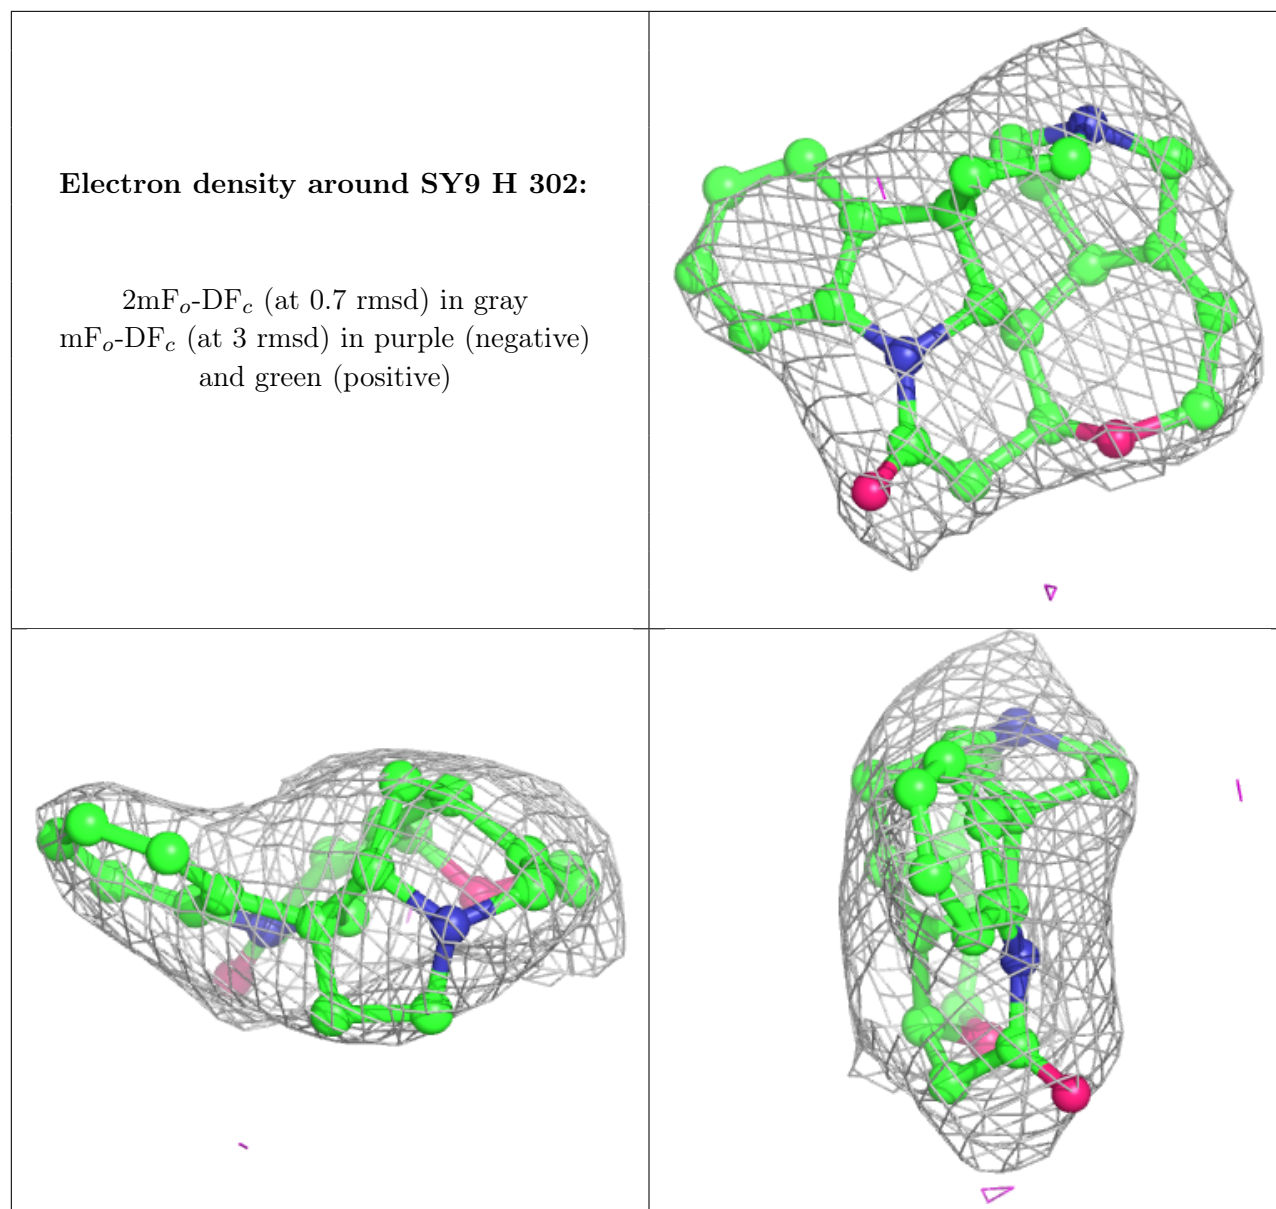 Electron density around SY9 H 302:
2mFo-DFc (at 0.7 rmsd) in gray
mFo-DFc (at 3 rmsd) in purple (negative)
and green (positive)